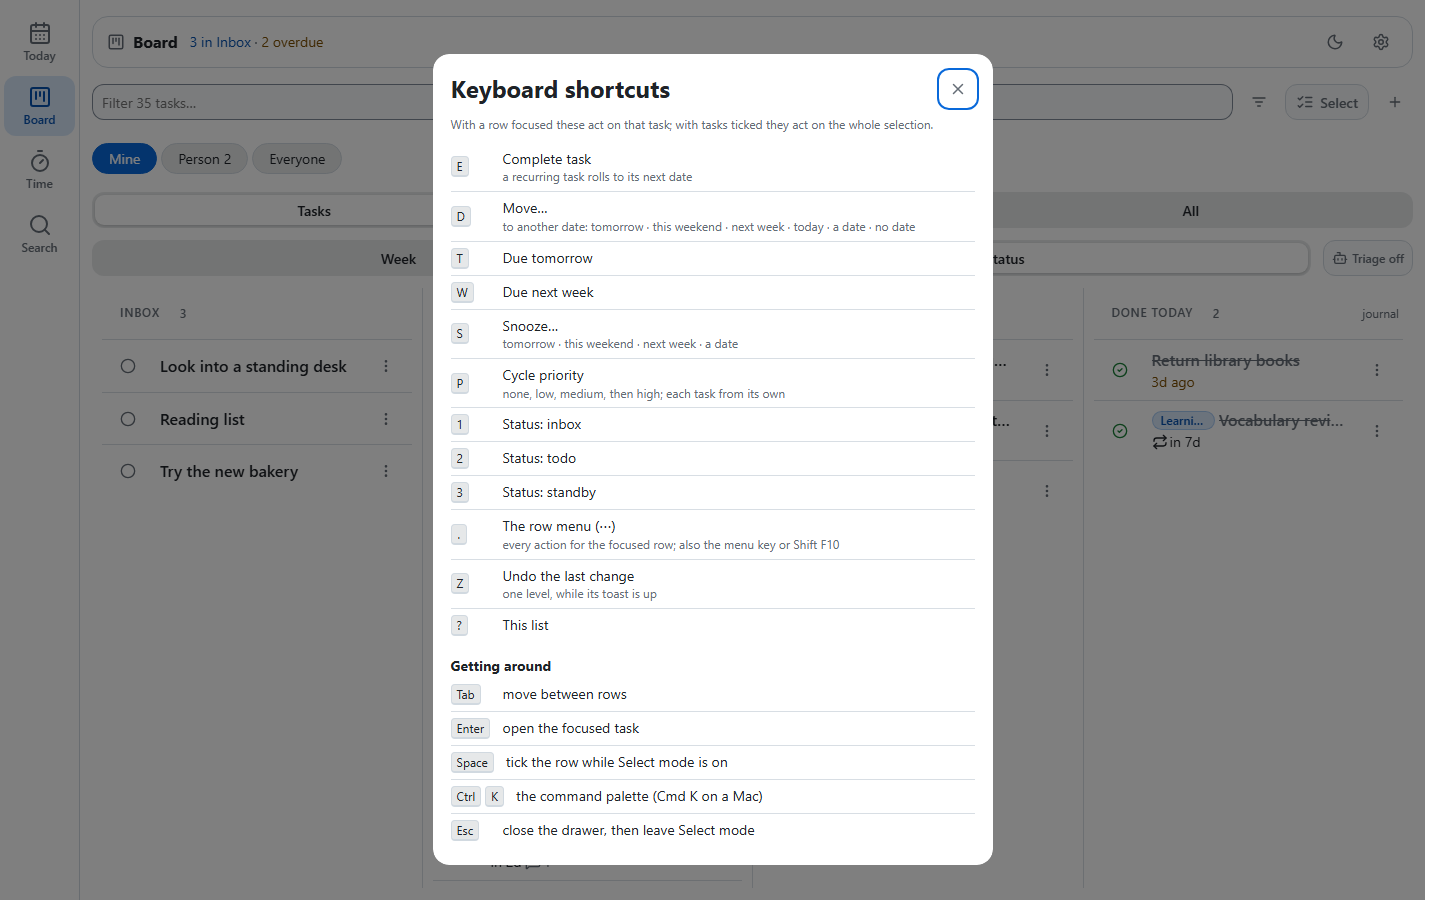 Today
Board
Time
Search
Board 3 in Inbox · 2 overdue
Filter 35 tasks...
Select
Mine
Person 2
Everyone
Tasks
All
Week
tatus
Triage off
INBOX 3
Look into a standing desk
Reading list
Try the new bakery
DONE TODAY 2
journal
Return library books
3d ago
Learni... Vocabulary revi...
in 7d
Keyboard shortcuts
With a row focused these act on that task; with tasks ticked they act on the whole selection.
E Complete task
a recurring task rolls to its next date
D Move...
to another date: tomorrow · this weekend · next week · today · a date · no date
T Due tomorrow
W Due next week
S Snooze...
tomorrow · this weekend · next week · a date
P Cycle priority
none, low, medium, then high; each task from its own
1 Status: inbox
2 Status: todo
3 Status: standby
. The row menu (···)
every action for the focused row; also the menu key or Shift F10
Z Undo the last change
one level, while its toast is up
? This list
Getting around
Tab move between rows
Enter open the focused task
Space tick the row while Select mode is on
Ctrl K the command palette (Cmd K on a Mac)
Esc close the drawer, then leave Select mode